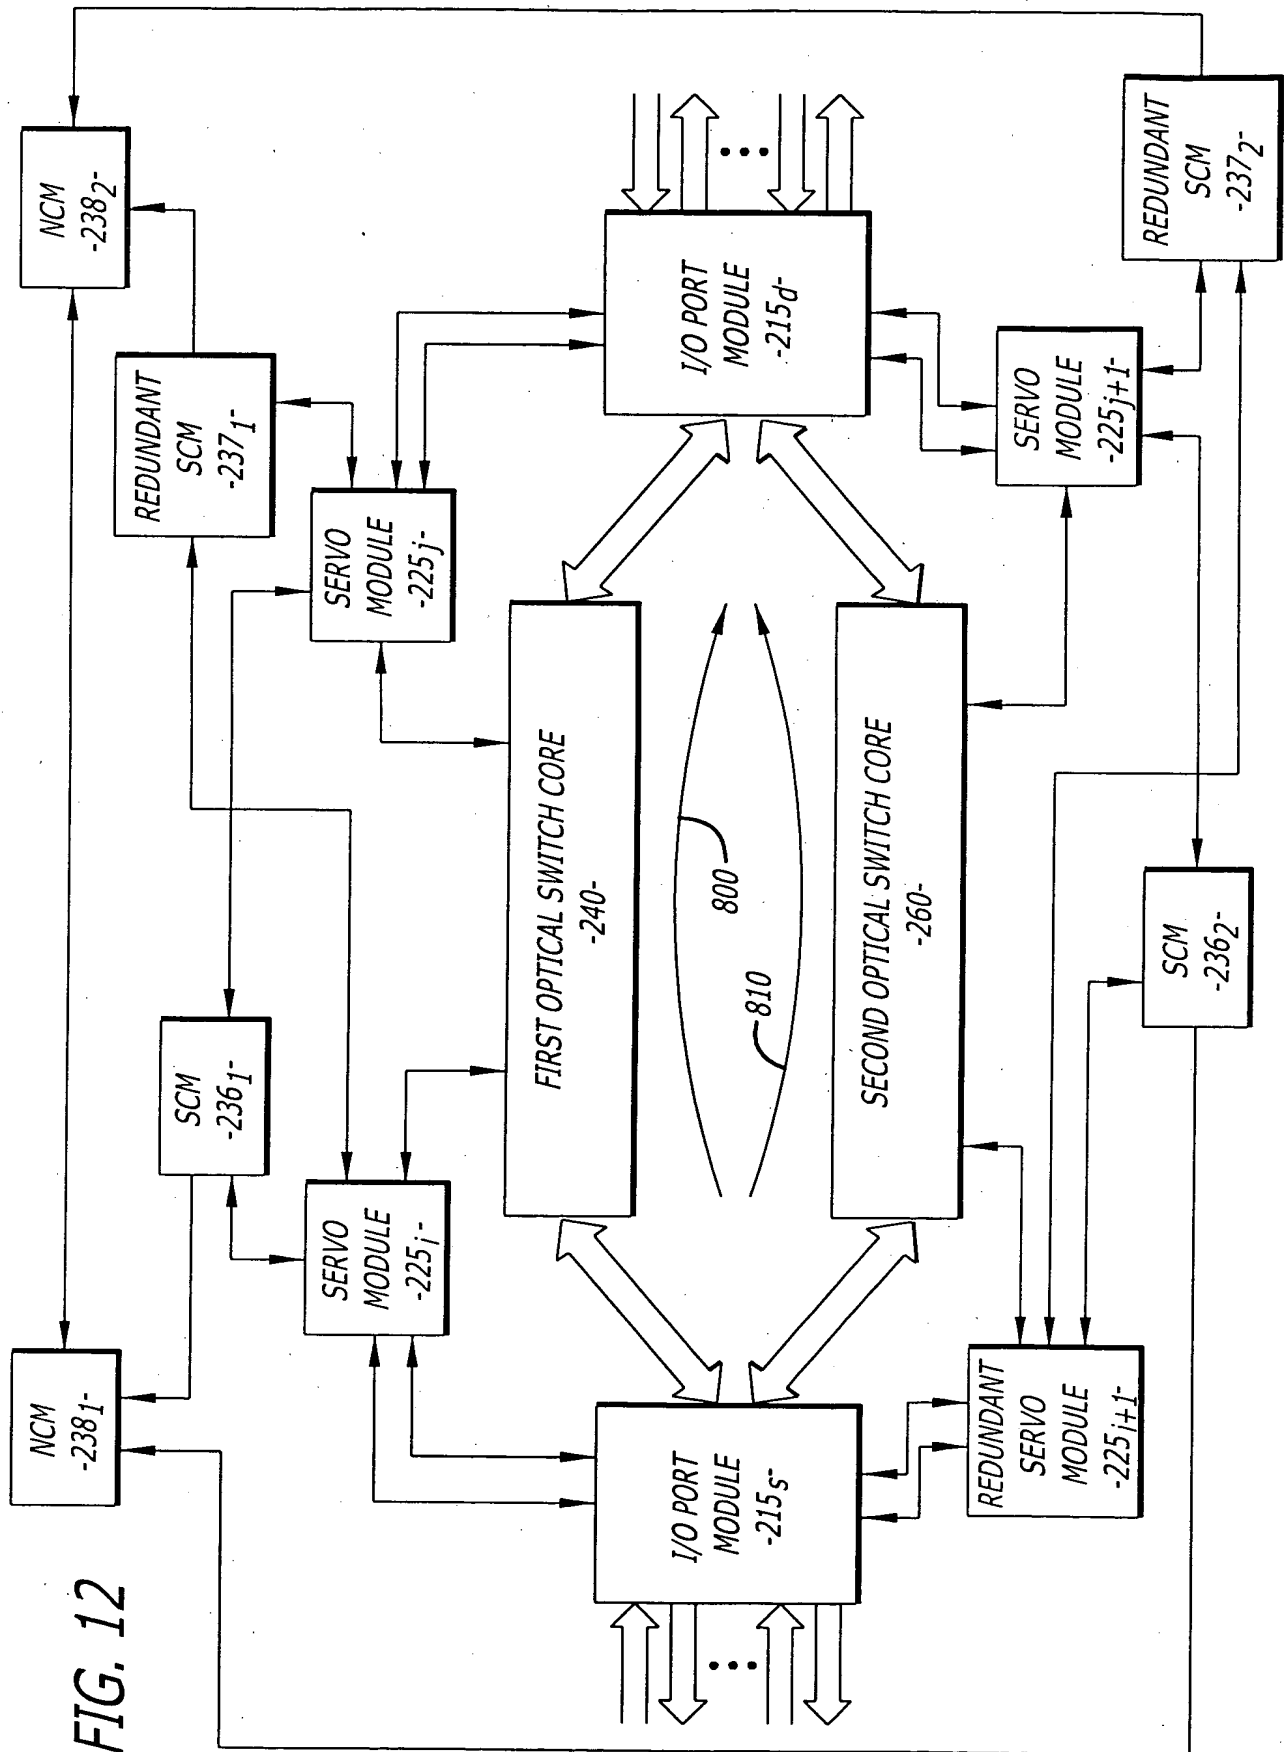 FIG. 12
NCM
-238₁-
NCM
-238₂-
SCM
-236₁-
REDUNDANT
SCM
-237₁-
SERVO
MODULE
-225ᵢ-
SERVO
MODULE
-225ⱼ-
FIRST OPTICAL SWITCH CORE
-240-
I/O PORT
MODULE
-215ₛ-
800
810
I/O PORT
MODULE
-215d-
SECOND OPTICAL SWITCH CORE
-260-
REDUNDANT
SERVO
MODULE
-225i+1-
SERVO
MODULE
-225j+1-
SCM
-236₂-
REDUNDANT
SCM
-237₂-